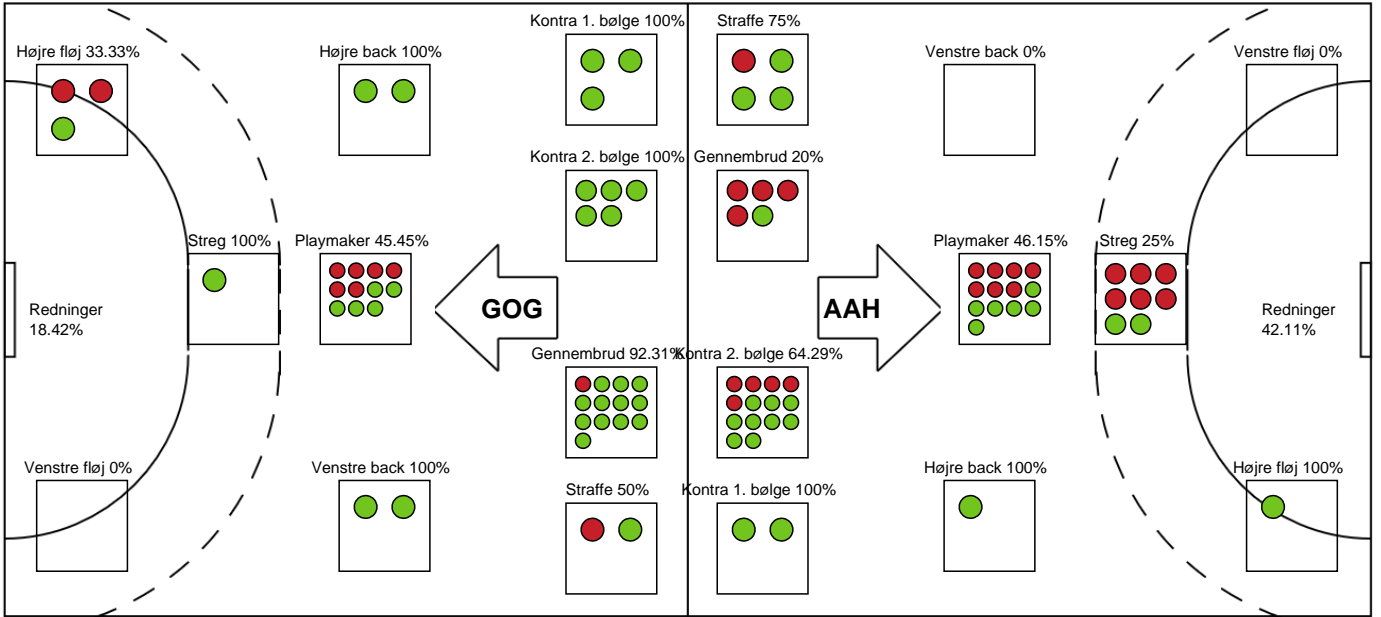 Kontra 1. bølge 100%
Straffe 75%
Højre fløj 33.33%
Højre back 100%
Venstre back 0%
Venstre fløj 0%
Kontra 2. bølge 100%
Gennembrud 20%
Streg 100%
Playmaker 45.45%
Playmaker 46.15%
Streg 25%
Redninger
18.42%
GOG
AAH
Redninger
42.11%
Gennembrud 92.31%
Kontra 2. bølge 64.29%
Venstre fløj 0%
Venstre back 100%
Højre back 100%
Højre fløj 100%
Straffe 50%
Kontra 1. bølge 100%